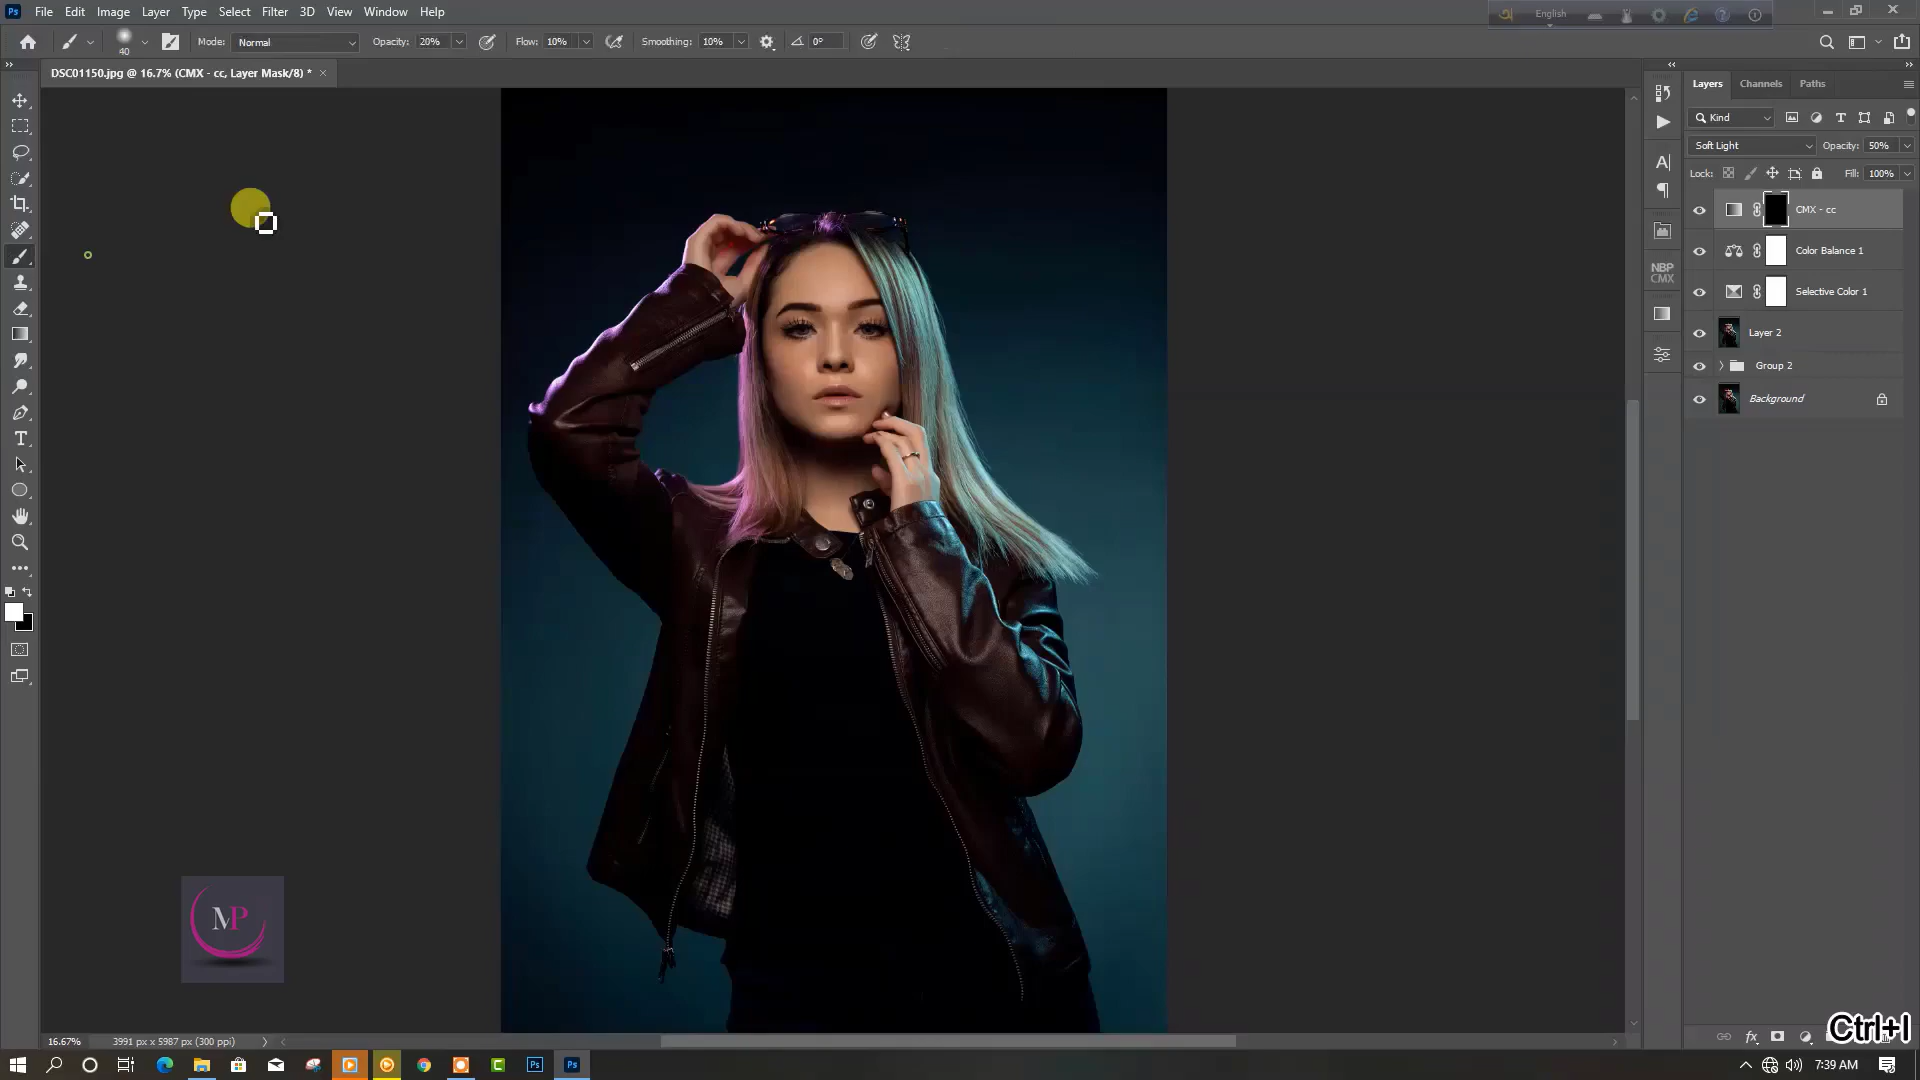 Ps File Edit Image Layer Type Select Filter 3D View Window Help
English
40 Mode: Normal Opacity: 20% Flow: 10% Smoothing: 10% 0°
DSC01150.jpg @ 16.7% (CMX - cc, Layer Mask/8) * ×
Layers Channels Paths
Kind
Soft Light Opacity: 50%
Lock: Fill: 100%
CMX - cc
Color Balance 1
Selective Color 1
Layer 2
Group 2
Background
NBP
CMX
MP
Ctrl+I
16.67% 3991 px x 5987 px (300 ppi)
7:39 AM